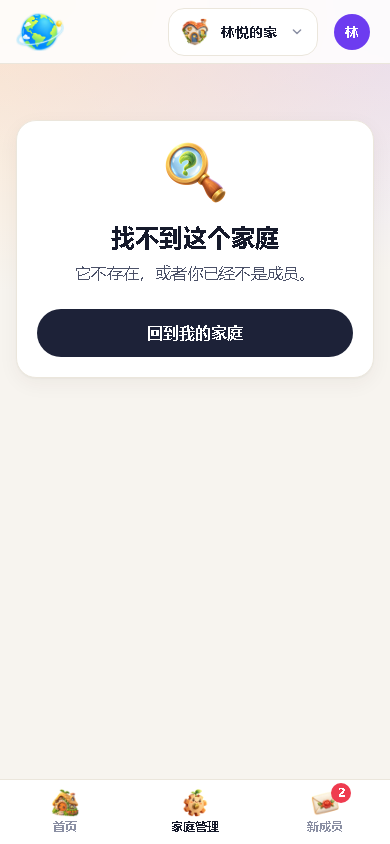 林悦的家
林
找不到这个家庭
它不存在，或者你已经不是成员。
回到我的家庭
2
首页
家庭管理
新成员